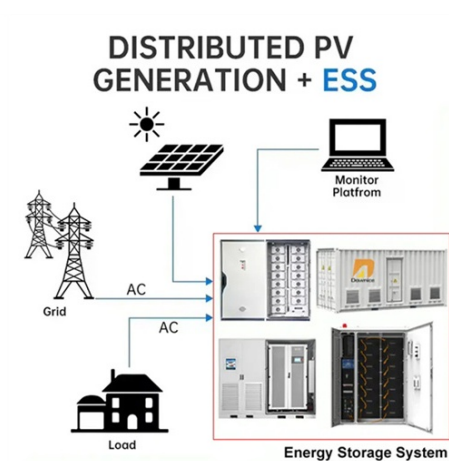 DISTRIBUTED PV
GENERATION + ESS
Monitor
Platfrom
AC
Grid
AC
Load
Energy Storage System